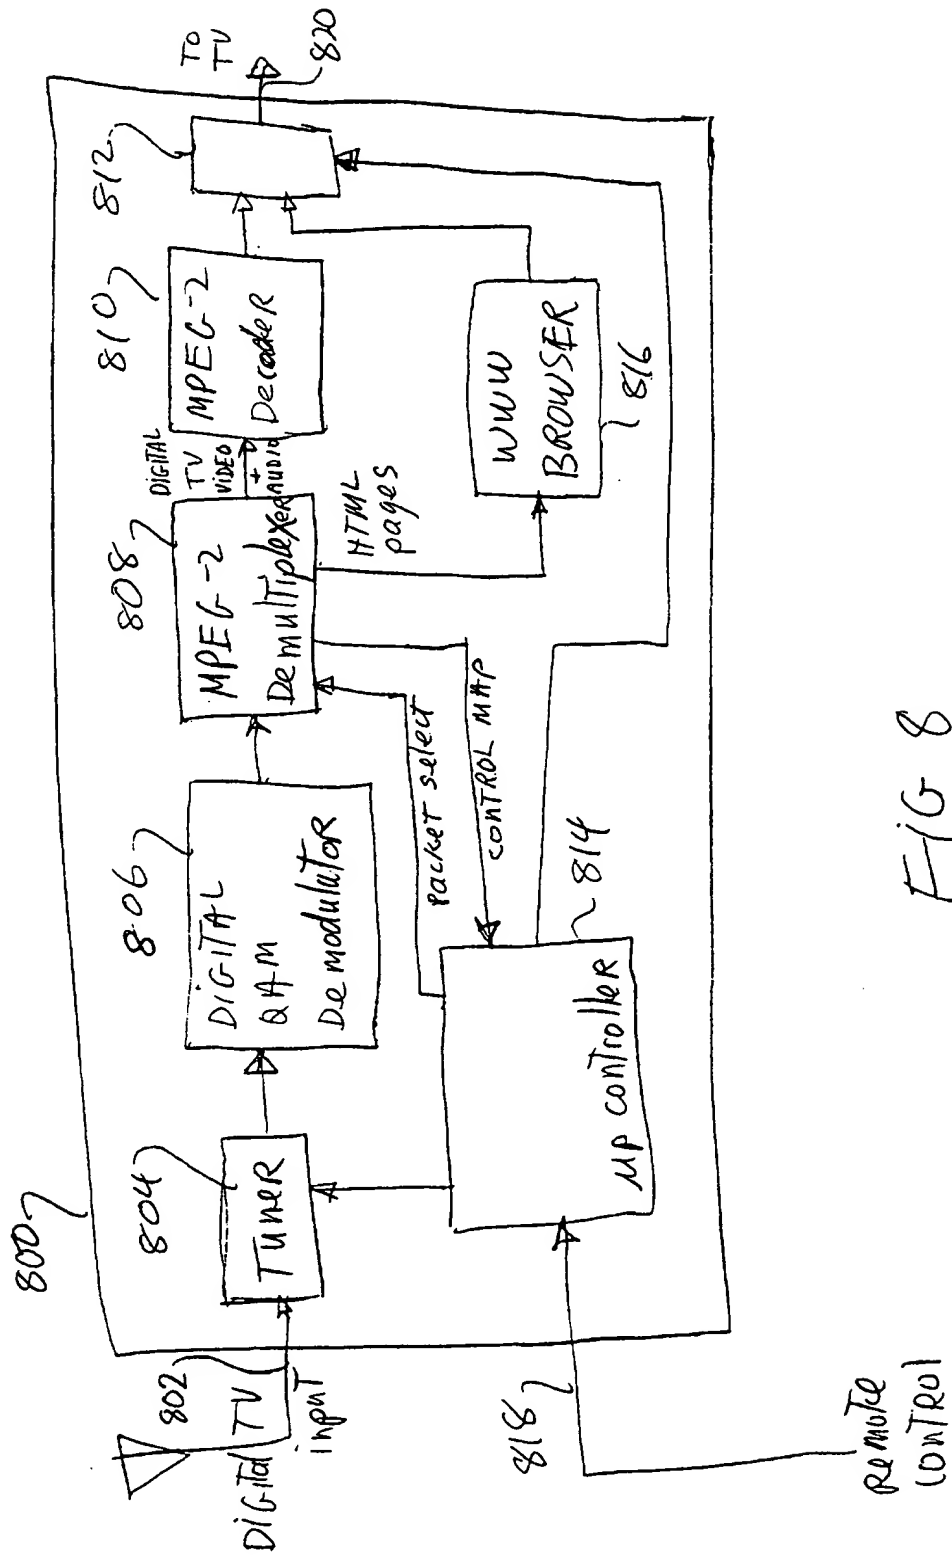 800
DIGITAL TV
input
802
804
TUNER
806
DIGITAL
QAM
DemodulatoR
808
MPEG-2
DemulTiplexeR
DIGITAL
TV
VIDEO
+
AUDIO
810
MPEG-2
DecodeR
812
TO
TV
820
HTML
pages
WWW
BROWSER
816
Packet select
CONTROL MAP
μP controlleR
814
818
Remote
CONTROL
FIG 8